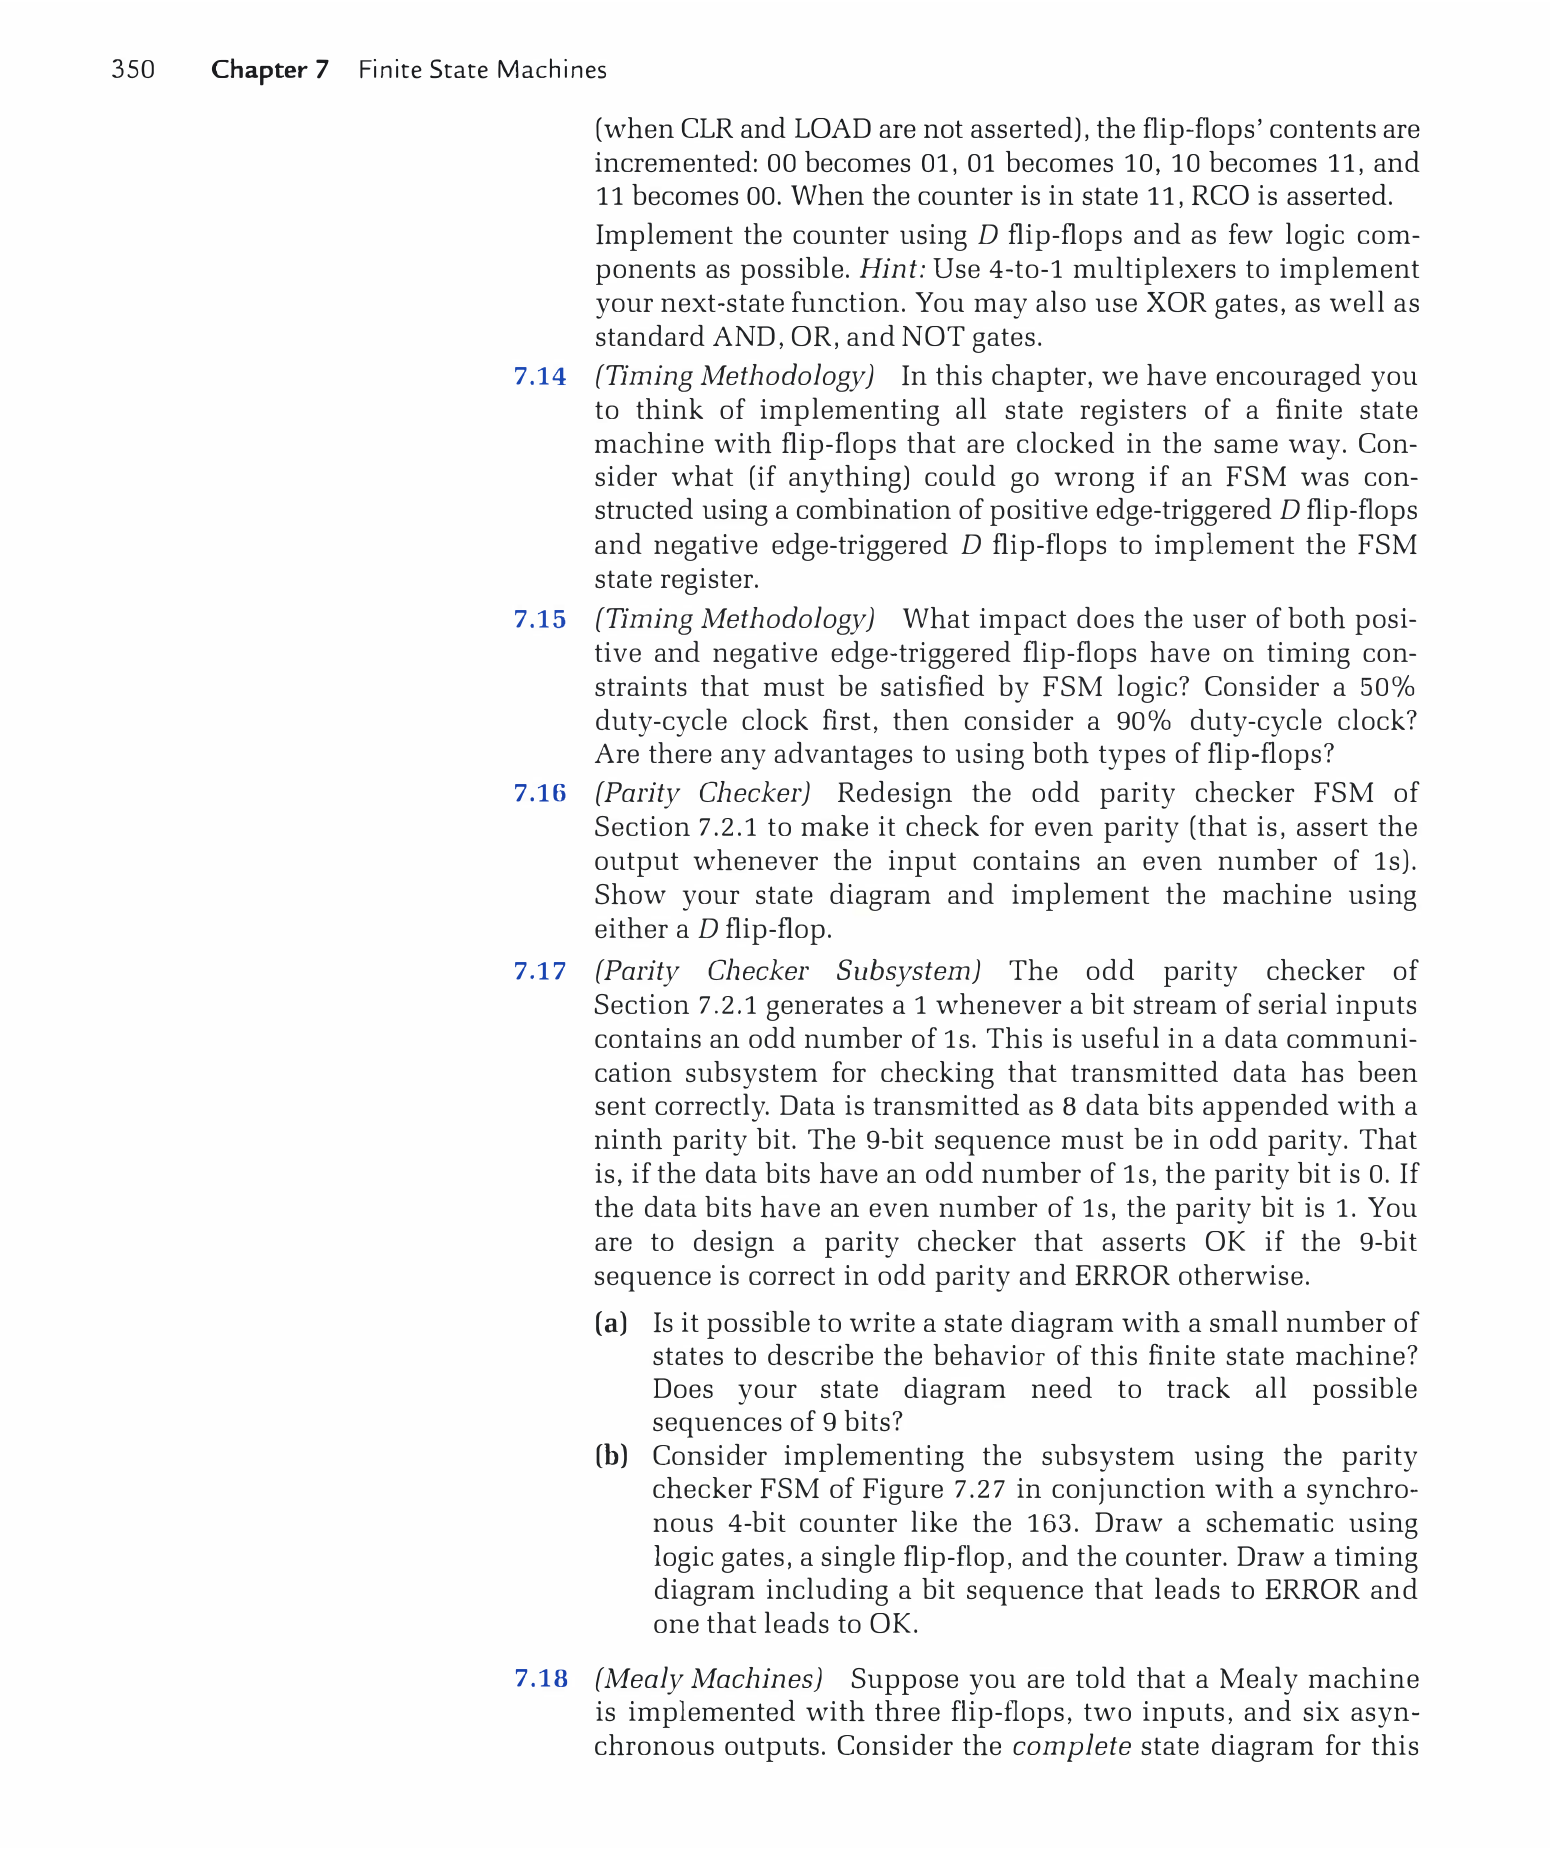 350 Chapter 7 Finite State Machines
(when CLR and LOAD are not asserted), the flip-flops' contents are
incremented: 00 becomes 01, 01 becomes 10, 10 becomes 11, and
11 becomes 00. When the counter is in state 11, RCO is asserted.
Implement the counter using D flip-flops and as few logic com-
ponents as possible. Hint: Use 4-to-1 multiplexers to implement
your next-state function. You may also use XOR gates, as well as
standard AND, OR, and NOT gates.
7.14 (Timing Methodology) In this chapter, we have encouraged you
to think of implementing all state registers of a finite state
machine with flip-flops that are clocked in the same way. Con-
sider what (if anything) could go wrong if an FSM was con-
structed using a combination of positive edge-triggered D flip-flops
and negative edge-triggered D flip-flops to implement the FSM
state register.
7.15 (Timing Methodology) What impact does the user of both posi-
tive and negative edge-triggered flip-flops have on timing con-
straints that must be satisfied by FSM logic? Consider a 50%
duty-cycle clock first, then consider a 90% duty-cycle clock?
Are there any advantages to using both types of flip-flops?
7.16 (Parity Checker) Redesign the odd parity checker FSM of
Section 7.2.1 to make it check for even parity (that is, assert the
output whenever the input contains an even number of 1s).
Show your state diagram and implement the machine using
either a D flip-flop.
7.17 (Parity Checker Subsystem) The odd parity checker of
Section 7.2.1 generates a 1 whenever a bit stream of serial inputs
contains an odd number of 1s. This is useful in a data communi-
cation subsystem for checking that transmitted data has been
sent correctly. Data is transmitted as 8 data bits appended with a
ninth parity bit. The 9-bit sequence must be in odd parity. That
is, if the data bits have an odd number of 1s, the parity bit is 0. If
the data bits have an even number of 1s, the parity bit is 1. You
are to design a parity checker that asserts OK if the 9-bit
sequence is correct in odd parity and ERROR otherwise.
(a) Is it possible to write a state diagram with a small number of
states to describe the behavior of this finite state machine?
Does your state diagram need to track all possible
sequences of 9 bits?
(b) Consider implementing the subsystem using the parity
checker FSM of Figure 7.27 in conjunction with a synchro-
nous 4-bit counter like the 163. Draw a schematic using
logic gates, a single flip-flop, and the counter. Draw a timing
diagram including a bit sequence that leads to ERROR and
one that leads to OK.
7.18 (Mealy Machines) Suppose you are told that a Mealy machine
is implemented with three flip-flops, two inputs, and six asyn-
chronous outputs. Consider the complete state diagram for this